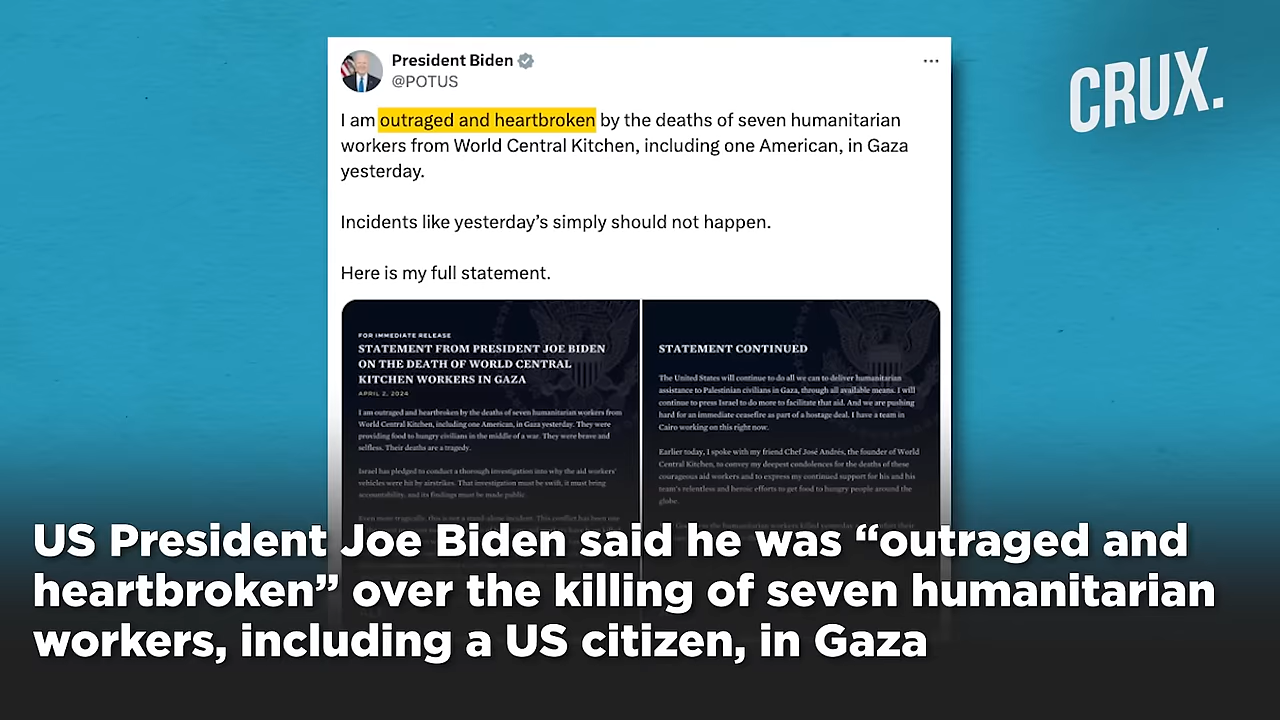 President Biden
@POTUS
CRUX.
I am outraged and heartbroken by the deaths of seven humanitarian
workers from World Central Kitchen, including one American, in Gaza
yesterday.
Incidents like yesterday’s simply should not happen.
Here is my full statement.
FOR IMMEDIATE RELEASE
STATEMENT FROM PRESIDENT JOE BIDEN
ON THE DEATH OF WORLD CENTRAL
KITCHEN WORKERS IN GAZA
APRIL 2, 2024
I am outraged and heartbroken by the deaths of seven humanitarian workers from
World Central Kitchen, including one American, in Gaza yesterday. They were
providing food to hungry civilians in the middle of a war. They were brave and
selfless. Their deaths are a tragedy.
Israel has pledged to conduct a thorough investigation into why the aid workers’
vehicles were hit by airstrikes. That investigation must be swift, it must bring
accountability, and its findings must be made public.
Even more tragically, this is not a stand-alone incident. This conflict has been one
STATEMENT CONTINUED
The United States will continue to do all we can to deliver humanitarian
assistance to Palestinian civilians in Gaza, through all available means. I will
continue to press Israel to do more to facilitate that aid. And we are pushing
hard for an immediate ceasefire as part of a hostage deal. I have a team in
Cairo working on this right now.
Earlier today, I spoke with my friend Chef José Andrés, the founder of World
Central Kitchen, to convey my deepest condolences for the deaths of these
courageous aid workers and to express my continued support for his and his
team’s relentless and heroic efforts to get food to hungry people around the
globe.
US President Joe Biden said he was “outraged and
heartbroken” over the killing of seven humanitarian
workers, including a US citizen, in Gaza